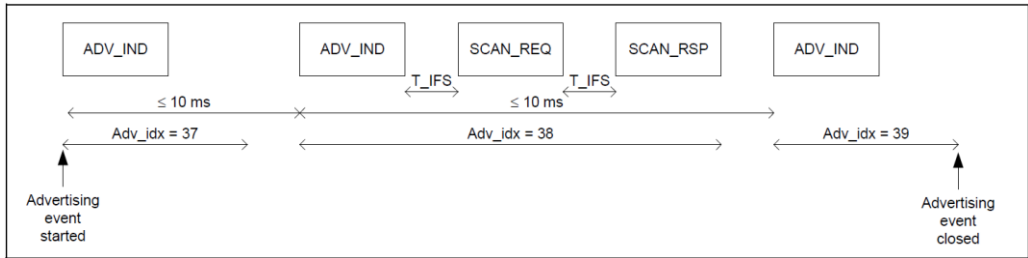 ADV_IND ADV_IND SCAN_REQ SCAN_RSP ADV_IND
T_IFS T_IFS
≤ 10 ms ≤ 10 ms
Adv_idx = 37 Adv_idx = 38 Adv_idx = 39
Advertising Advertising
event event
started closed